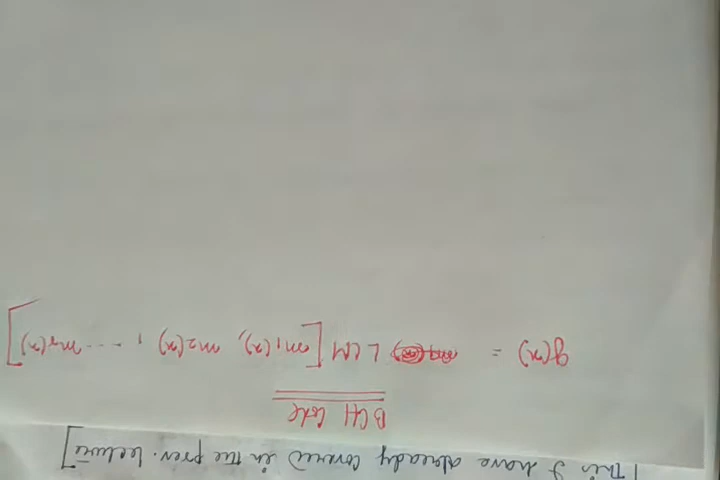 [This I have already covered in the prev. lecture]
BCH Code
g(x) = LCM [m1(x), m2(x), --- mr(x)]